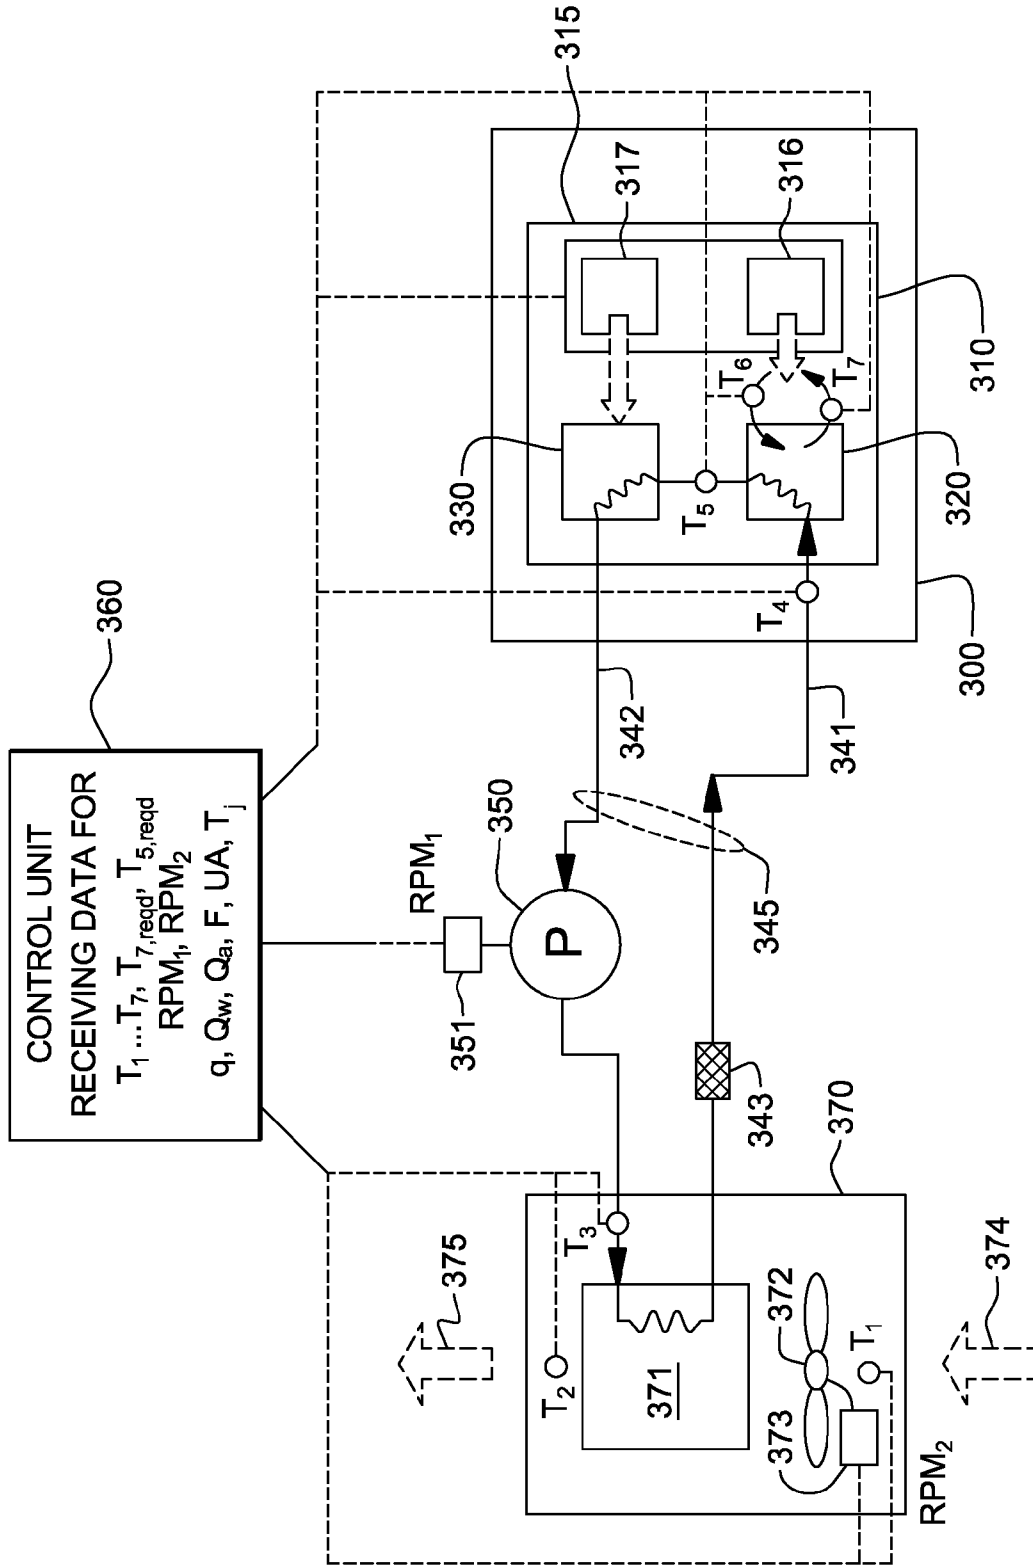 CONTROL UNIT
RECEIVING DATA FOR
T1 ...T7, T7,reqd, T5,reqd
RPM1, RPM2
q, Qw, Qa, F, UA, Tj
360
315
317
316
330
T6
T7
T5
310
320
T4
300
342
341
350
RPM1
P
351
345
343
370
T3
375
T2
371
372
T1
373
374
RPM2